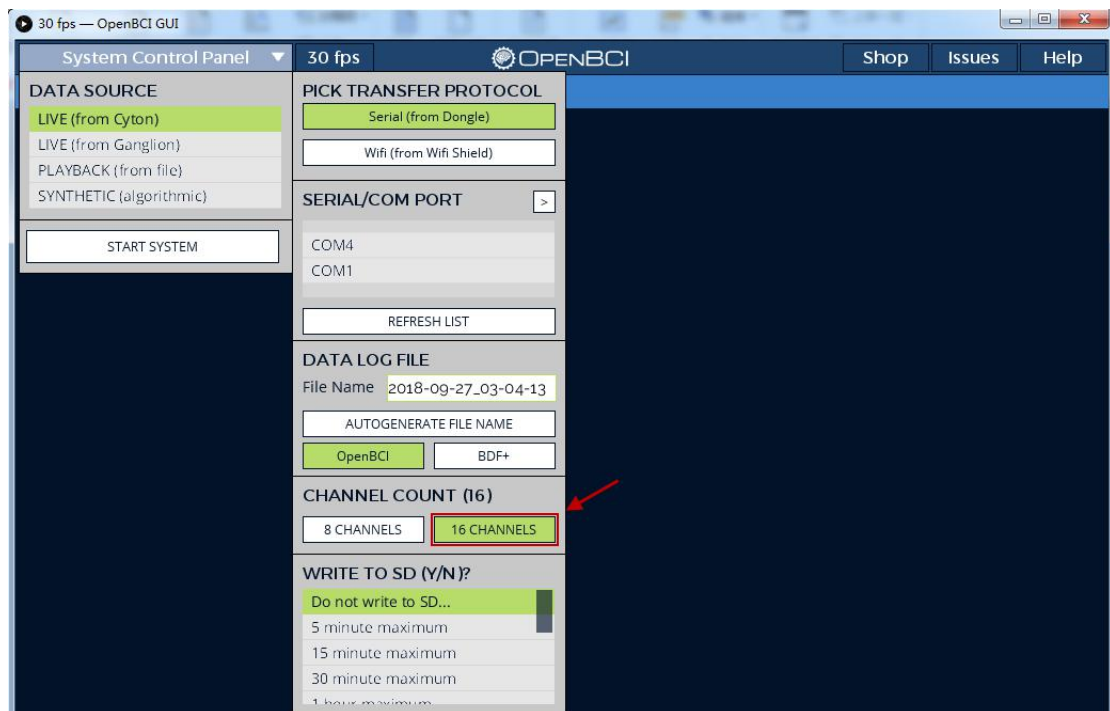 30 fps — OpenBCI GUI
System Control Panel
30 fps
OPENBCI
Shop
Issues
Help
DATA SOURCE
LIVE (from Cyton)
LIVE (from Ganglion)
PLAYBACK (from file)
SYNTHETIC (algorithmic)
START SYSTEM
PICK TRANSFER PROTOCOL
Serial (from Dongle)
Wifi (from Wifi Shield)
SERIAL/COM PORT
>
COM4
COM1
REFRESH LIST
DATA LOG FILE
File Name 2018-09-27_03-04-13
AUTOGENERATE FILE NAME
OpenBCI
BDF+
CHANNEL COUNT (16)
8 CHANNELS
16 CHANNELS
WRITE TO SD (Y/N)?
Do not write to SD...
5 minute maximum
15 minute maximum
30 minute maximum
1 hour maximum